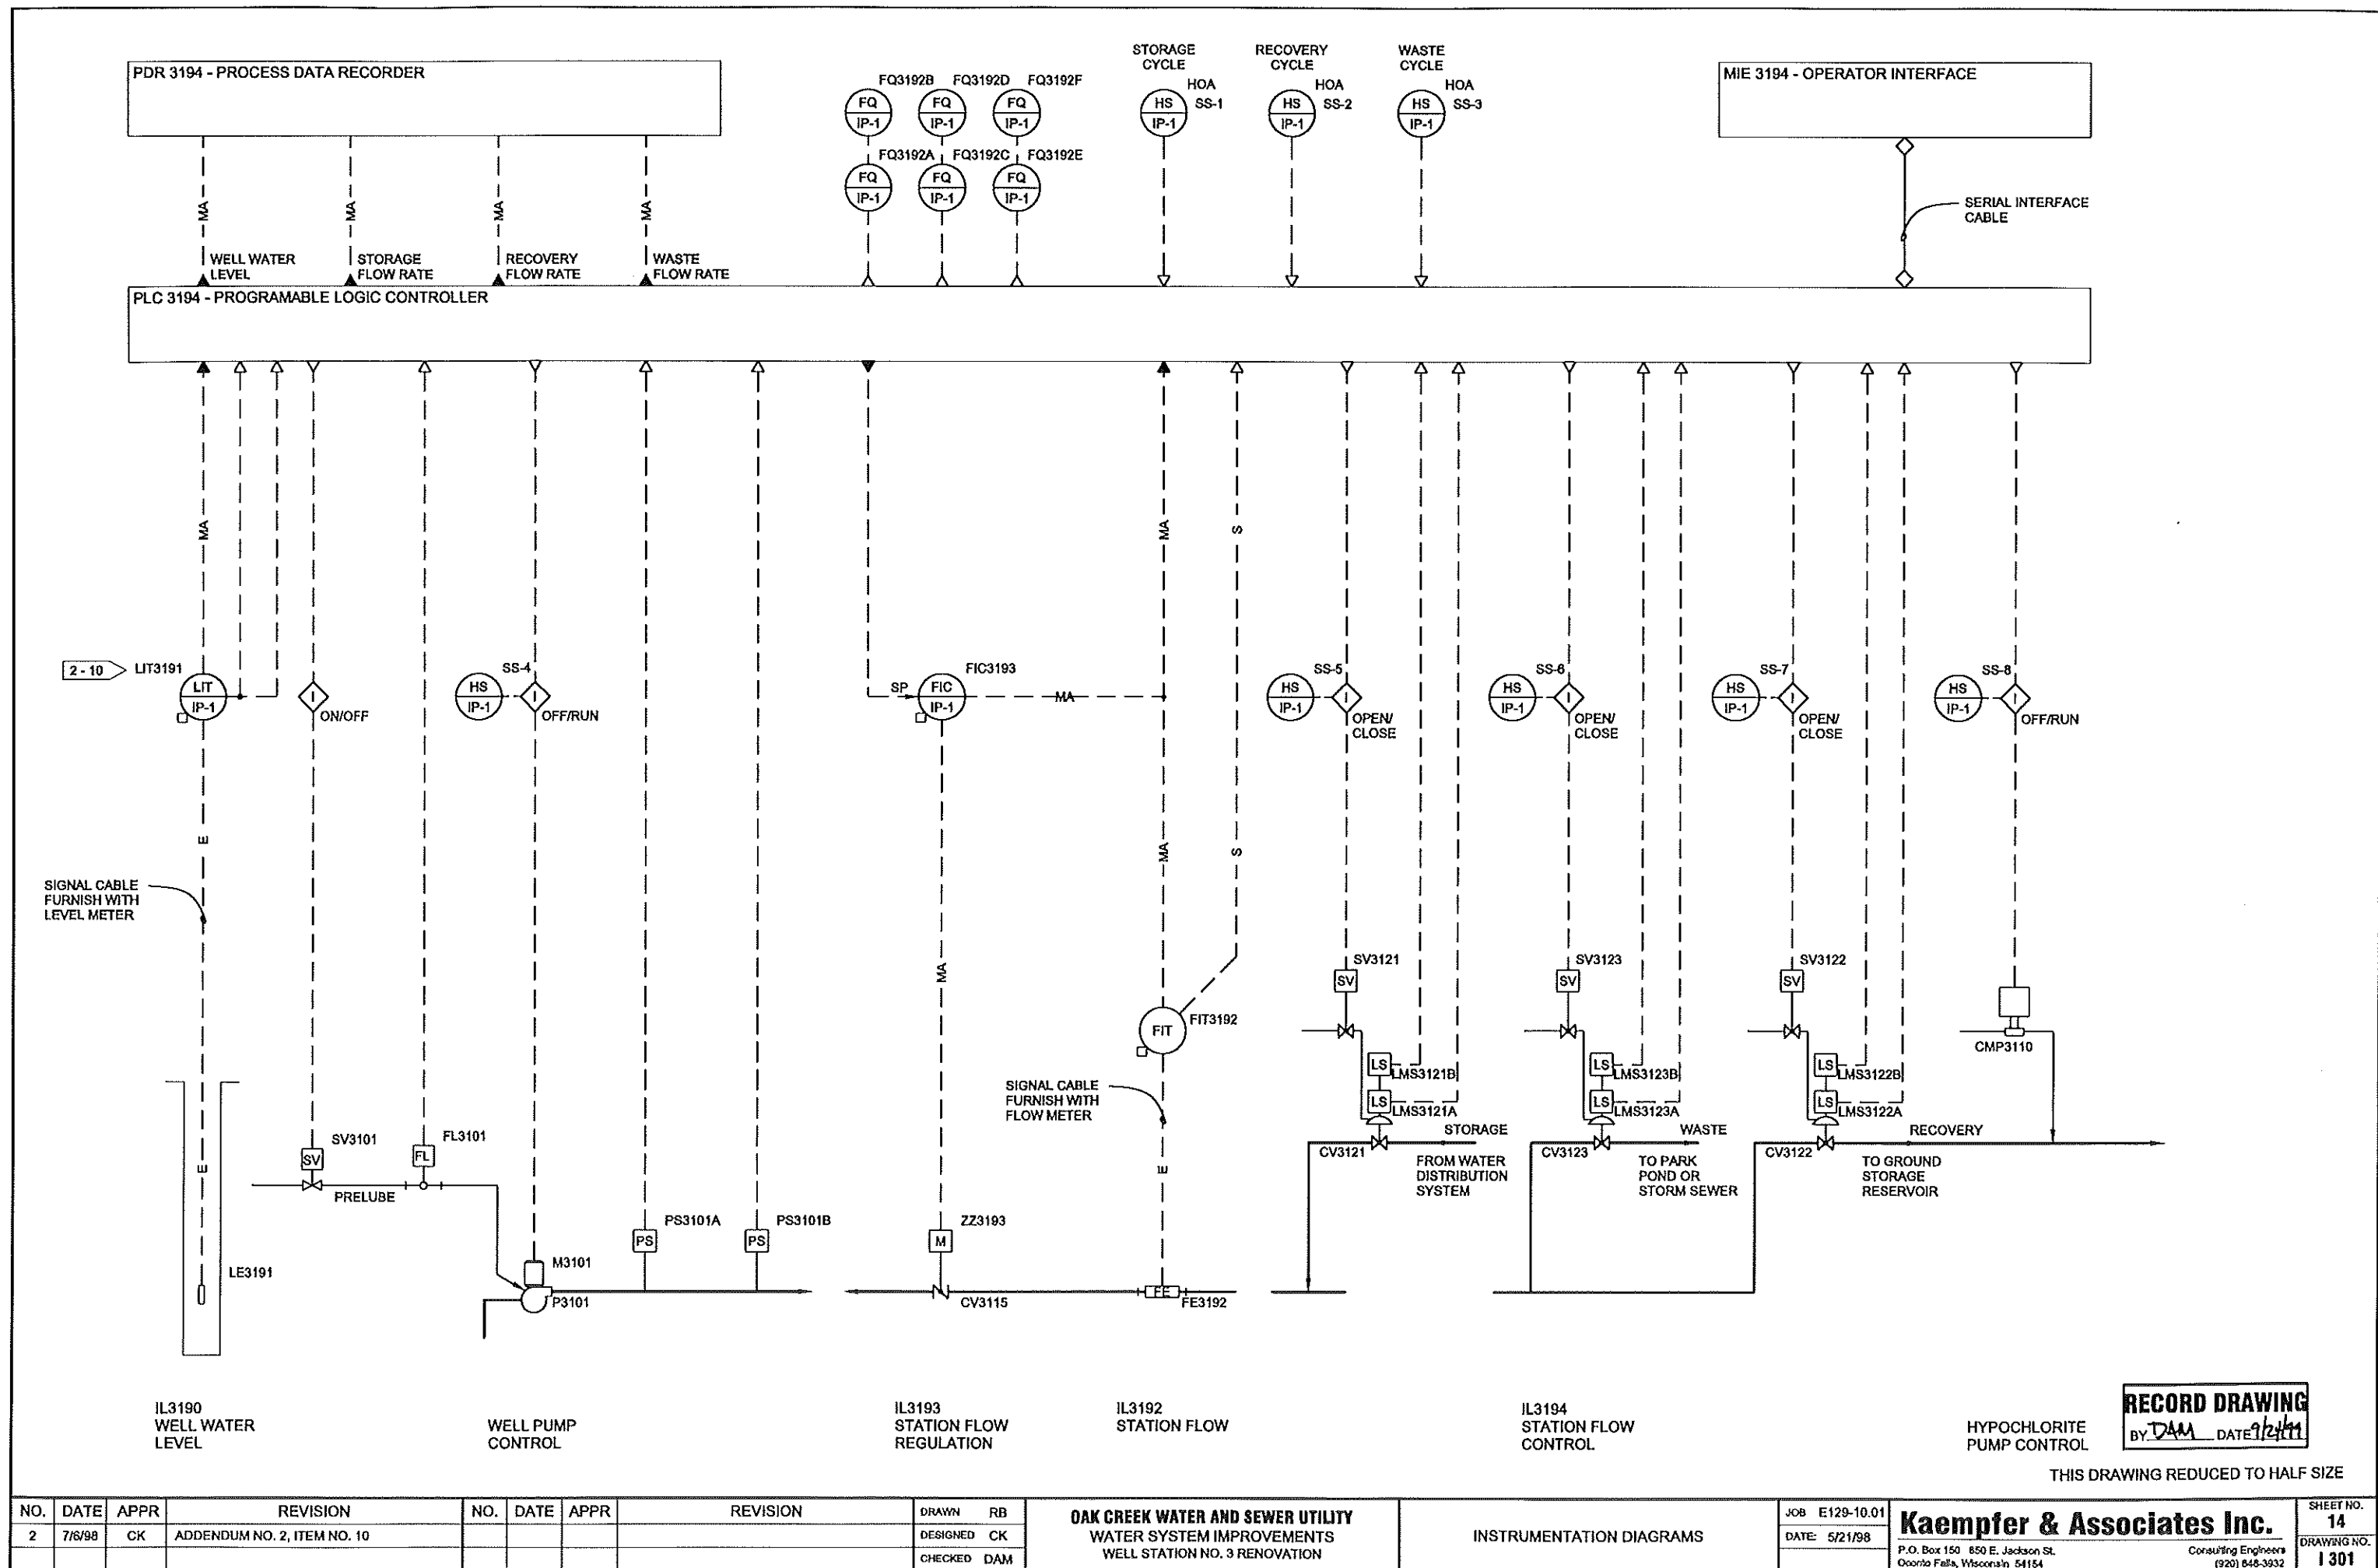 PDR 3194 - PROCESS DATA RECORDER
MA
MA
MA
MA
WELL WATER
LEVEL
STORAGE
FLOW RATE
RECOVERY
FLOW RATE
WASTE
FLOW RATE
FQ3192B FQ3192D FQ3192F
FQ
IP-1
FQ
IP-1
FQ
IP-1
FQ3192A FQ3192C FQ3192E
FQ
IP-1
FQ
IP-1
FQ
IP-1
STORAGE
CYCLE
HOA
SS-1
HS
IP-1
RECOVERY
CYCLE
HOA
SS-2
HS
IP-1
WASTE
CYCLE
HOA
SS-3
HS
IP-1
MIE 3194 - OPERATOR INTERFACE
SERIAL INTERFACE
CABLE
PLC 3194 - PROGRAMABLE LOGIC CONTROLLER
MA
MA
S
2 - 10
LIT3191
LIT
IP-1
I
ON/OFF
SS-4
HS
IP-1
I
OFF/RUN
SP
FIC3193
FIC
IP-1
MA
SS-5
HS
IP-1
I
OPEN/
CLOSE
SS-6
HS
IP-1
I
OPEN/
CLOSE
SS-7
HS
IP-1
I
OPEN/
CLOSE
SS-8
HS
IP-1
I
OFF/RUN
E
MA
S
SIGNAL CABLE
FURNISH WITH
LEVEL METER
MA
FIT
FIT3192
SV3121
SV
SV3123
SV
SV3122
SV
CMP3110
SIGNAL CABLE
FURNISH WITH
FLOW METER
LS
LMS3121B
LS
LMS3121A
LS
LMS3123B
LS
LMS3123A
LS
LMS3122B
LS
LMS3122A
SV3101
SV
FL3101
FL
PRELUBE
E
E
CV3121
STORAGE
FROM WATER
DISTRIBUTION
SYSTEM
CV3123
WASTE
TO PARK
POND OR
STORM SEWER
CV3122
RECOVERY
TO GROUND
STORAGE
RESERVOIR
LE3191
M3101
P3101
PS3101A
PS
PS3101B
PS
ZZ3193
M
CV3115
FE
FE3192
IL3190
WELL WATER
LEVEL
WELL PUMP
CONTROL
IL3193
STATION FLOW
REGULATION
IL3192
STATION FLOW
IL3194
STATION FLOW
CONTROL
HYPOCHLORITE
PUMP CONTROL
RECORD DRAWING
BY DAM DATE 9/21/99
THIS DRAWING REDUCED TO HALF SIZE
NO. DATE APPR REVISION NO. DATE APPR REVISION
2 7/6/98 CK ADDENDUM NO. 2, ITEM NO. 10
DRAWN RB
DESIGNED CK
CHECKED DAM
OAK CREEK WATER AND SEWER UTILITY
WATER SYSTEM IMPROVEMENTS
WELL STATION NO. 3 RENOVATION
INSTRUMENTATION DIAGRAMS
JOB E129-10.01
DATE: 5/21/98
Kaempfer & Associates Inc.
P.O. Box 150 650 E. Jackson St.
Oconto Falls, Wisconsin 54154
Consulting Engineers
(920) 846-3932
SHEET NO.
14
DRAWING NO.
I 301